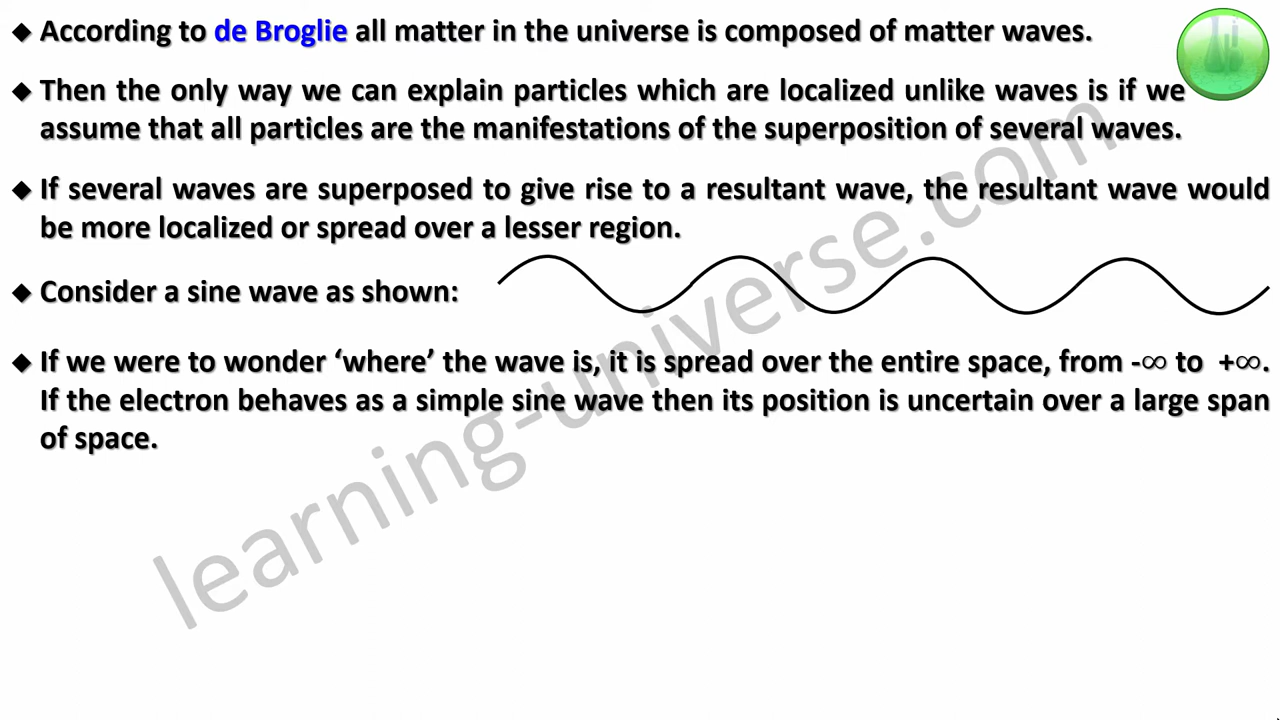 ◆ According to de Broglie all matter in the universe is composed of matter waves.
◆ Then the only way we can explain particles which are localized unlike waves is if we
assume that all particles are the manifestations of the superposition of several waves.
◆ If several waves are superposed to give rise to a resultant wave, the resultant wave would
be more localized or spread over a lesser region.
◆ Consider a sine wave as shown:
◆ If we were to wonder ‘where’ the wave is, it is spread over the entire space, from -∞ to +∞.
If the electron behaves as a simple sine wave then its position is uncertain over a large span
of space.
learning-universe.com